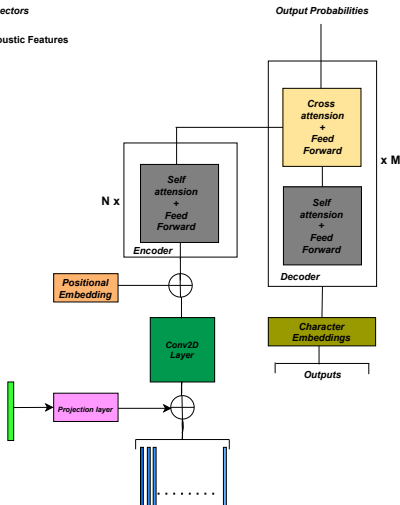 ectors
oustic Features
Output Probabilities
Cross
attension
+
Feed
Forward
x M
Self
attension
+
Feed
Forward
Decoder
N x
Self
attension
+
Feed
Forward
Encoder
Positional
Embedding
Conv2D
Layer
Character
Embeddings
Outputs
Projection layer
. . . . . . . .